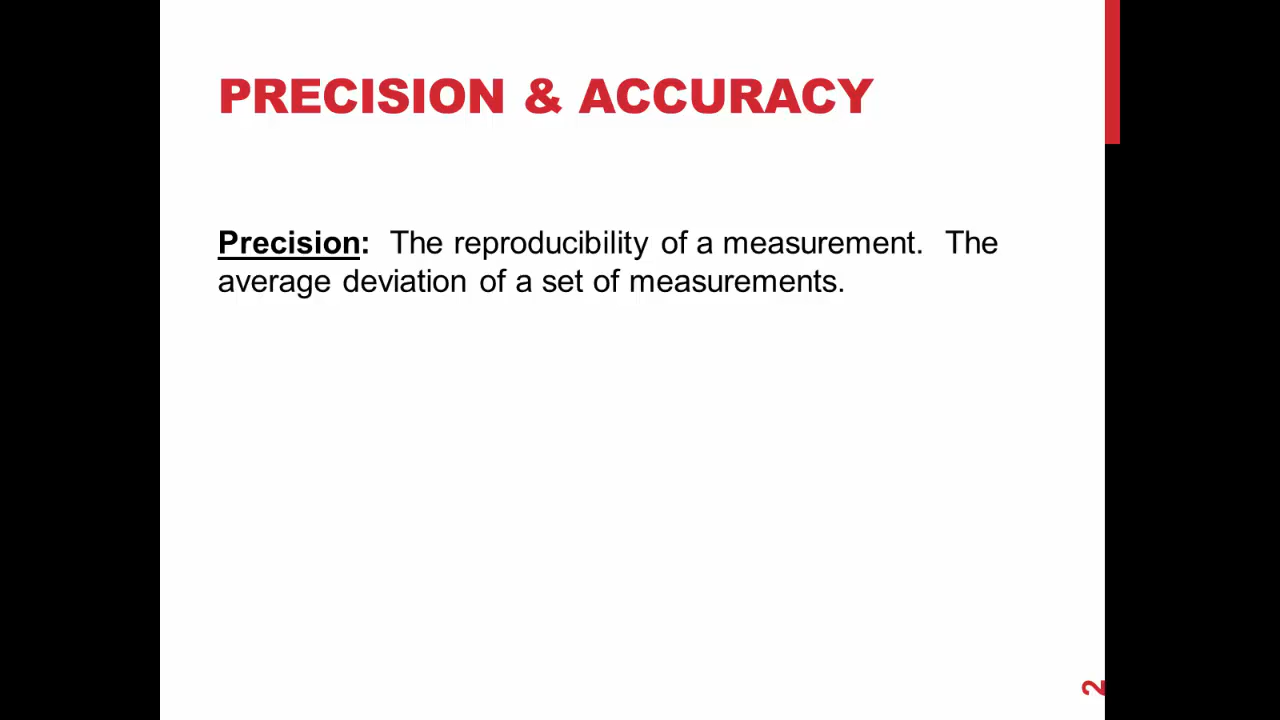 PRECISION & ACCURACY
Precision:  The reproducibility of a measurement.  The
average deviation of a set of measurements.
2